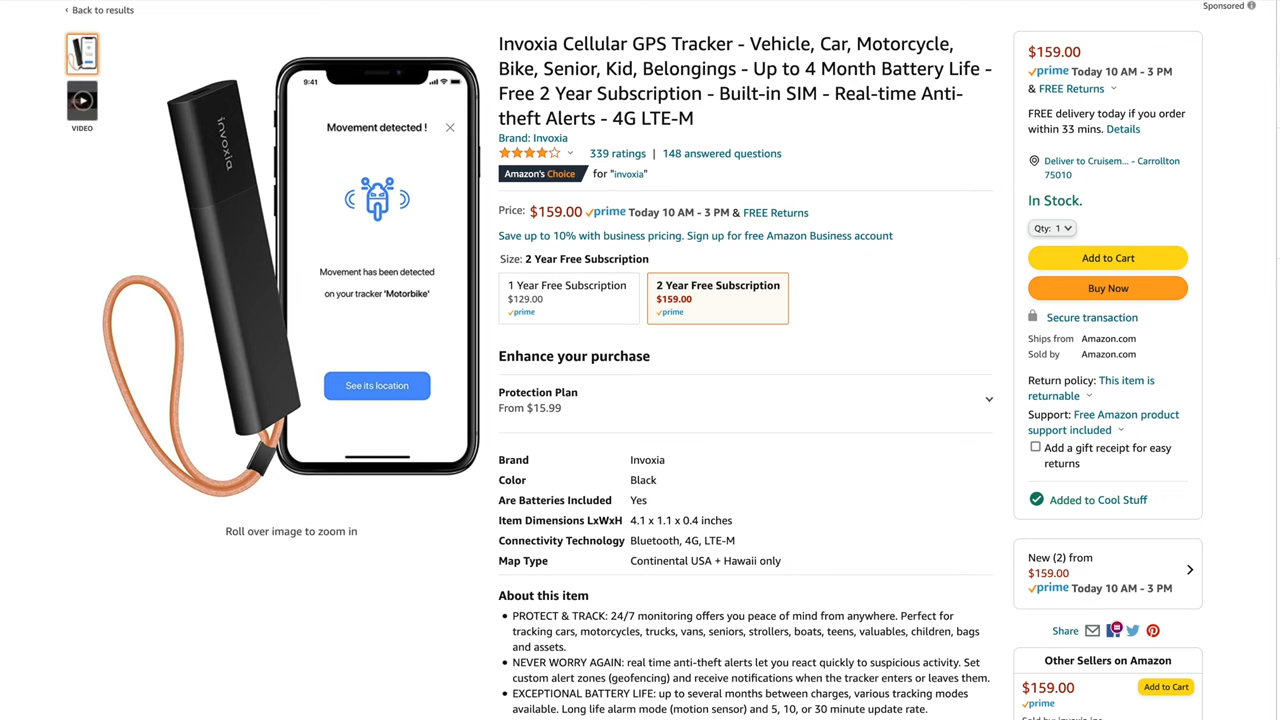 ‹ Back to results
Sponsored
VIDEO
invoxia
9:41
Movement detected !
Movement has been detected
on your tracker 'Motorbike'
See its location
Roll over image to zoom in
Invoxia Cellular GPS Tracker - Vehicle, Car, Motorcycle,
Bike, Senior, Kid, Belongings - Up to 4 Month Battery Life -
Free 2 Year Subscription - Built-in SIM - Real-time Anti-
theft Alerts - 4G LTE-M
Brand: Invoxia
339 ratings | 148 answered questions
Amazon's Choice for "invoxia"
Price: $159.00 prime Today 10 AM - 3 PM & FREE Returns
Save up to 10% with business pricing. Sign up for free Amazon Business account
Size: 2 Year Free Subscription
1 Year Free Subscription
$129.00
prime
2 Year Free Subscription
$159.00
prime
Enhance your purchase
Protection Plan
From $15.99
Brand Invoxia
Color Black
Are Batteries Included Yes
Item Dimensions LxWxH 4.1 x 1.1 x 0.4 inches
Connectivity Technology Bluetooth, 4G, LTE-M
Map Type Continental USA + Hawaii only
About this item
• PROTECT & TRACK: 24/7 monitoring offers you peace of mind from anywhere. Perfect for
tracking cars, motorcycles, trucks, vans, seniors, strollers, boats, teens, valuables, children, bags
and assets.
• NEVER WORRY AGAIN: real time anti-theft alerts let you react quickly to suspicious activity. Set
custom alert zones (geofencing) and receive notifications when the tracker enters or leaves them.
• EXCEPTIONAL BATTERY LIFE: up to several months between charges, various tracking modes
available. Long life alarm mode (motion sensor) and 5, 10, or 30 minute update rate.
$159.00
prime Today 10 AM - 3 PM
& FREE Returns
FREE delivery today if you order
within 33 mins. Details
Deliver to Cruisem... - Carrollton
75010
In Stock.
Qty: 1
Add to Cart
Buy Now
Secure transaction
Ships from Amazon.com
Sold by Amazon.com
Return policy: This item is
returnable
Support: Free Amazon product
support included
Add a gift receipt for easy
returns
Added to Cool Stuff
New (2) from
$159.00
prime Today 10 AM - 3 PM
Share
Other Sellers on Amazon
$159.00
Add to Cart
prime